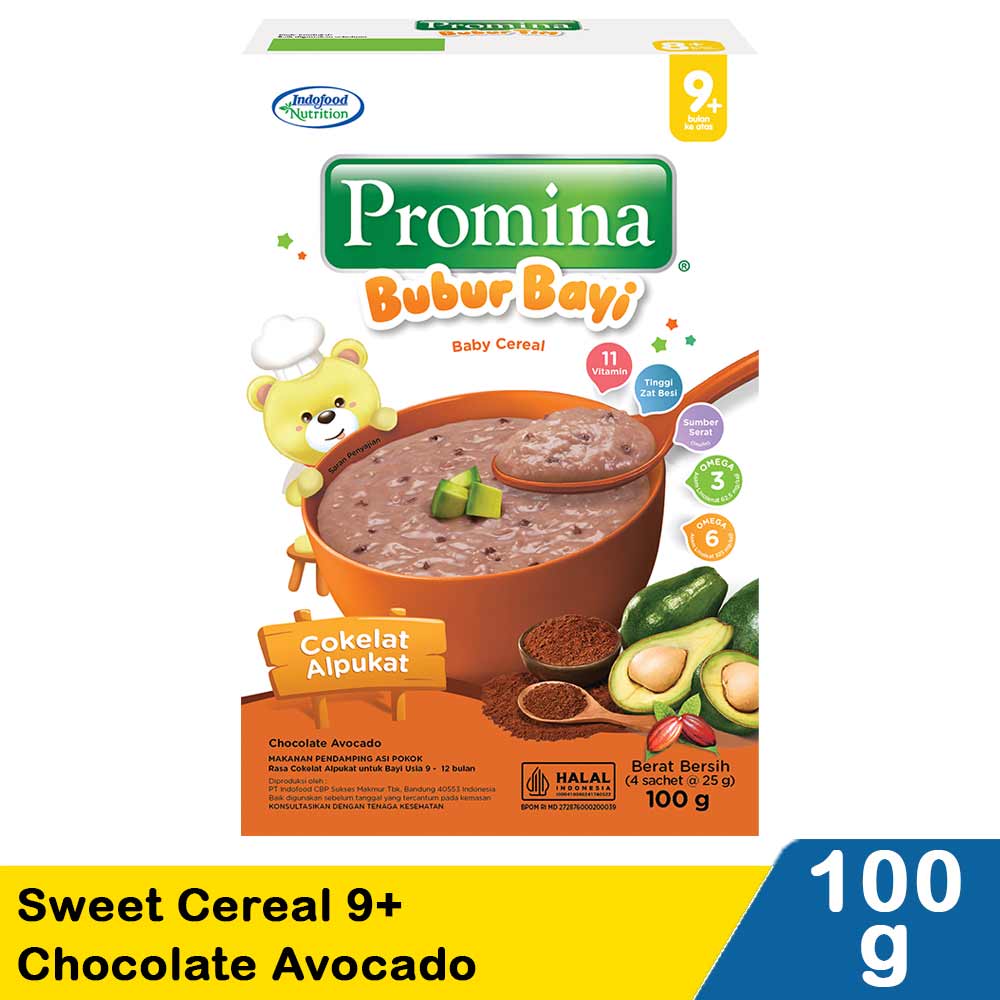 Promina
Bubur Tim
8+
Indofood
Nutrition
9+
bulan
ke atas
Promina
®
Bubur Bayi
Baby Cereal
11
Vitamin
Tinggi
Zat Besi
Sumber
Serat
OMEGA
3
OMEGA
6
Saran Penyajian
Cokelat
Alpukat
Chocolate Avocado
MAKANAN PENDAMPING ASI POKOK
Rasa Cokelat Alpukat untuk Bayi Usia 9 - 12 bulan
Diproduksi oleh :
PT Indofood CBP Sukses Makmur Tbk, Bandung 40553 Indonesia
Baik digunakan sebelum tanggal yang tercantum pada kemasan
KONSULTASIKAN DENGAN TENAGA KESEHATAN
HALAL
INDONESIA
BPOM RI MD 272876000200039
Berat Bersih
(4 sachet @ 25 g)
100 g
Sweet Cereal 9+
Chocolate Avocado
100
g